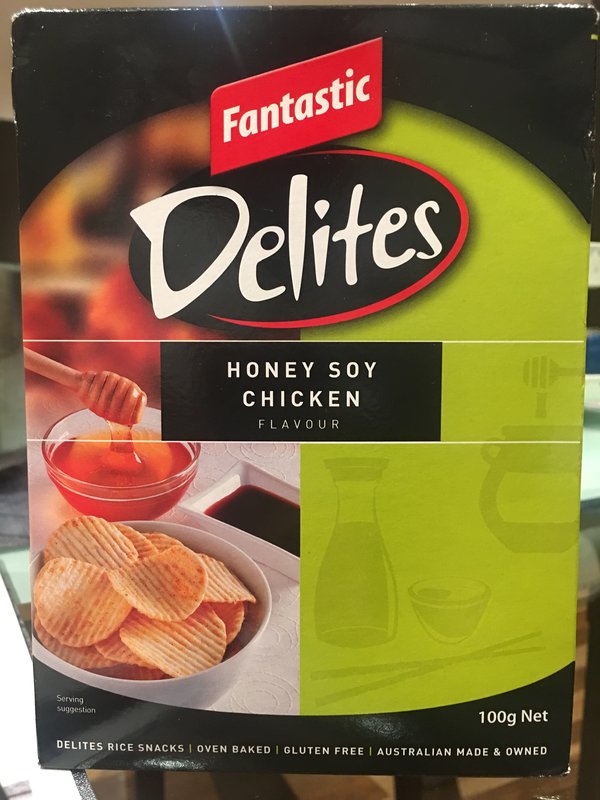 Fantastic
Delites
HONEY SOY
CHICKEN
FLAVOUR
Serving
suggestion
100g Net
DELITES RICE SNACKS | OVEN BAKED | GLUTEN FREE | AUSTRALIAN MADE & OWNED